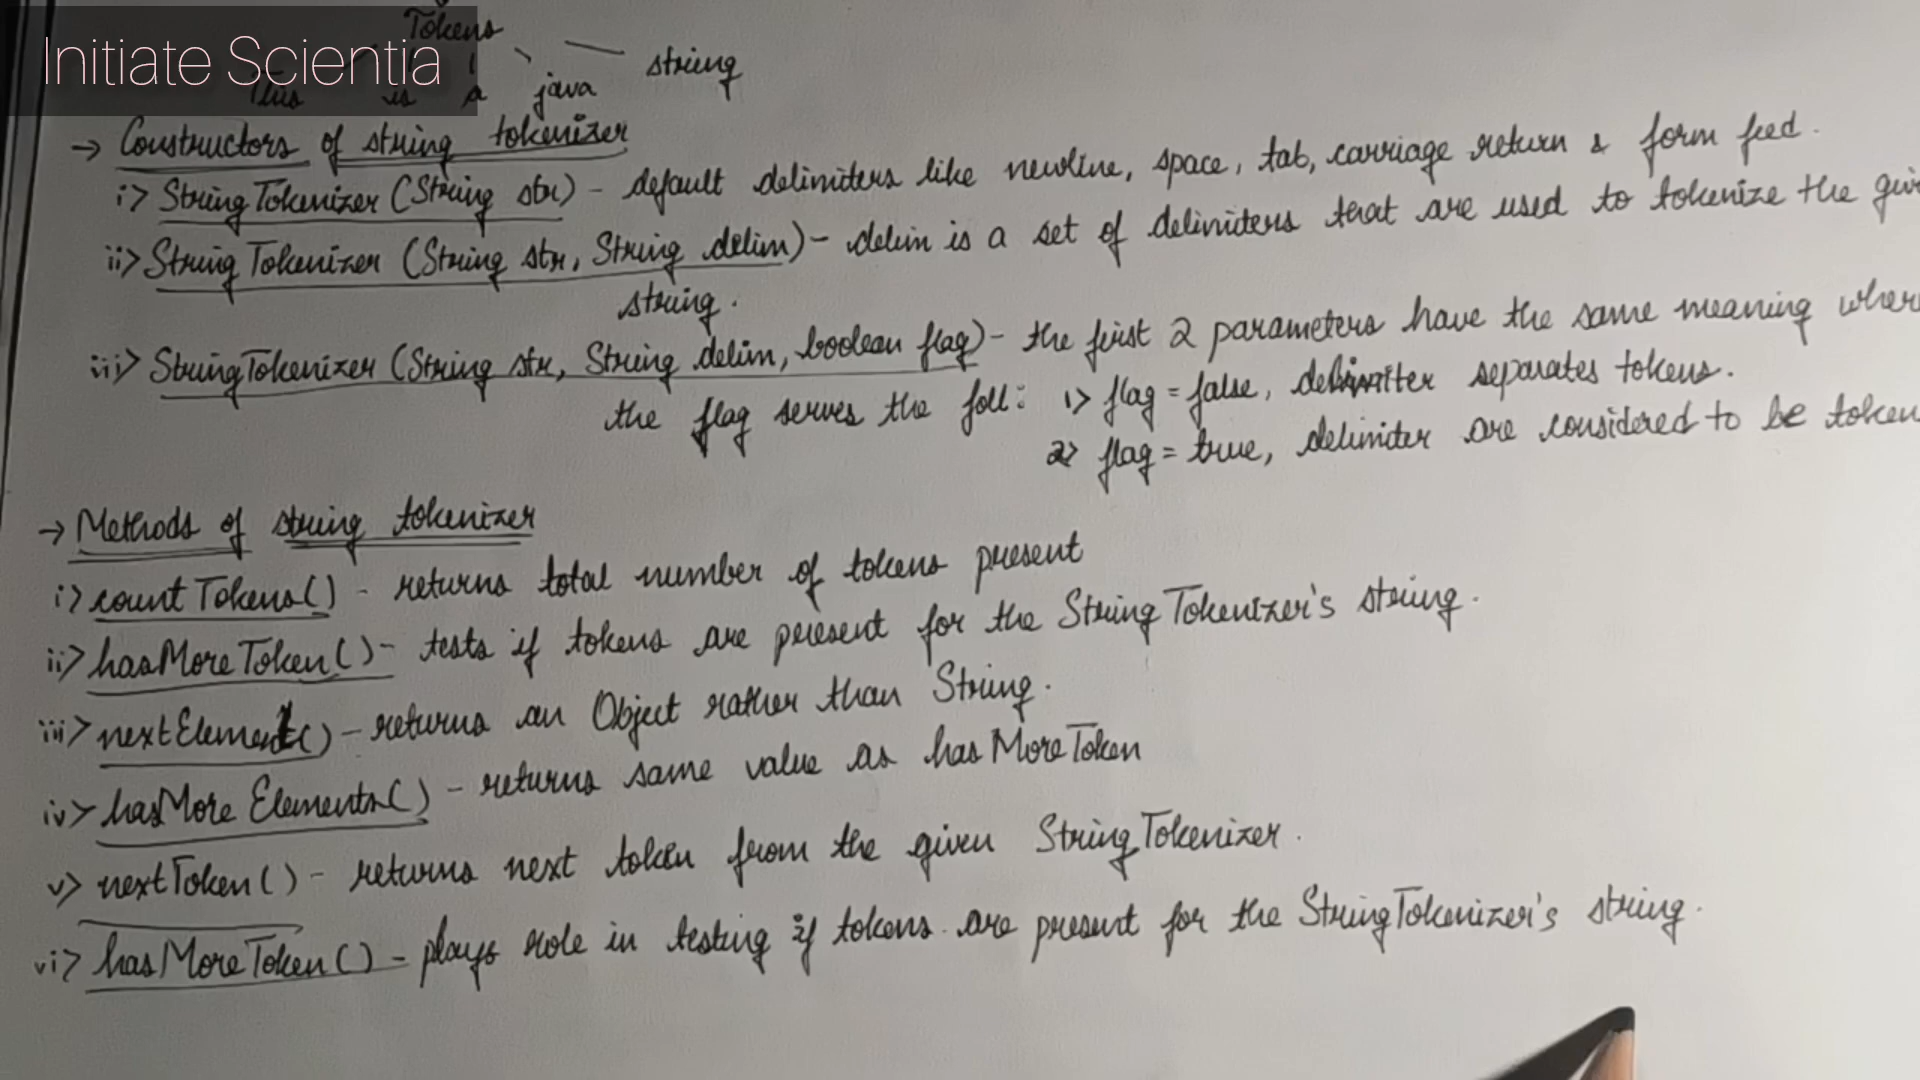 Initiate Scientia
Tokens
This is a java string
→ Constructors of string tokenizer
i> StringTokenizer (String str) - default delimiters like newline, space, tab, carriage return & form feed.
ii> StringTokenizer (String str, String delim) - delim is a set of delimiters that are used to tokenize the
string.
iii> StringTokenizer (String str, String delim, boolean flag) - the first 2 parameters have the same meaning
the flag serves the foll: 1> flag = false, delimiter separates tokens.
2> flag = true, delimiter are considered to be token
→ Methods of string tokenizer
i> countTokens() - returns total number of tokens present
ii> hasMoreToken() - tests if tokens are present for the StringTokenizer's string.
iii> nextElement() - returns an Object rather than String.
iv> hasMoreElements() - returns same value as hasMoreToken
v> nextToken() - returns next token from the given StringTokenizer.
vi> hasMoreToken() - plays role in testing if tokens are present for the StringTokenizer's string.